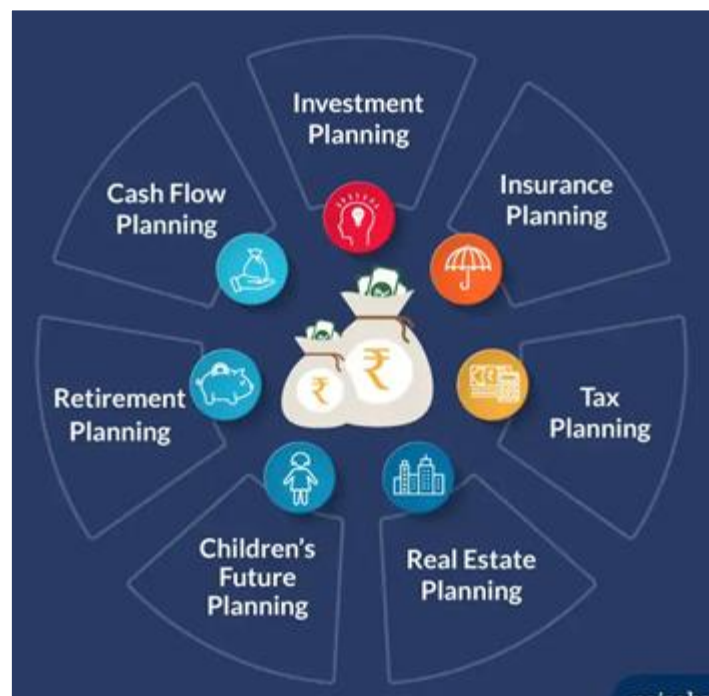 Investment
Planning
Insurance
Planning
Tax
Planning
Real Estate
Planning
Children's
Future
Planning
Retirement
Planning
Cash Flow
Planning
₹
₹